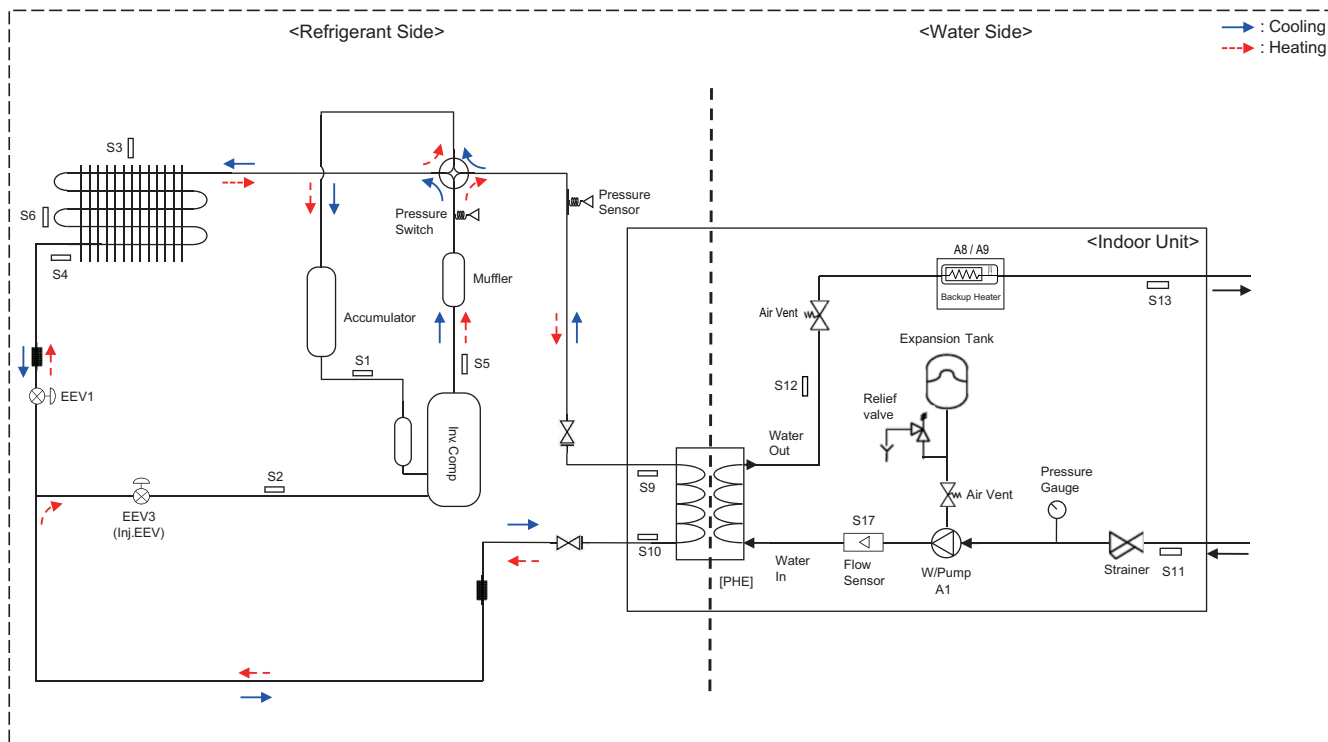 <Refrigerant Side>
<Water Side>
: Cooling
: Heating
S3
S6
S4
Pressure
Switch
Pressure
Sensor
<Indoor Unit>
A8 / A9
Backup Heater
S13
Muffler
Accumulator
Air Vent
Expansion Tank
S1
S5
S12
EEV1
Relief
valve
Inv.Comp
Water
Out
S2
S9
Pressure
Gauge
Air Vent
EEV3
(Inj.EEV)
S17
S10
Water
In
Flow
Sensor
W/Pump
A1
Strainer
S11
[PHE]